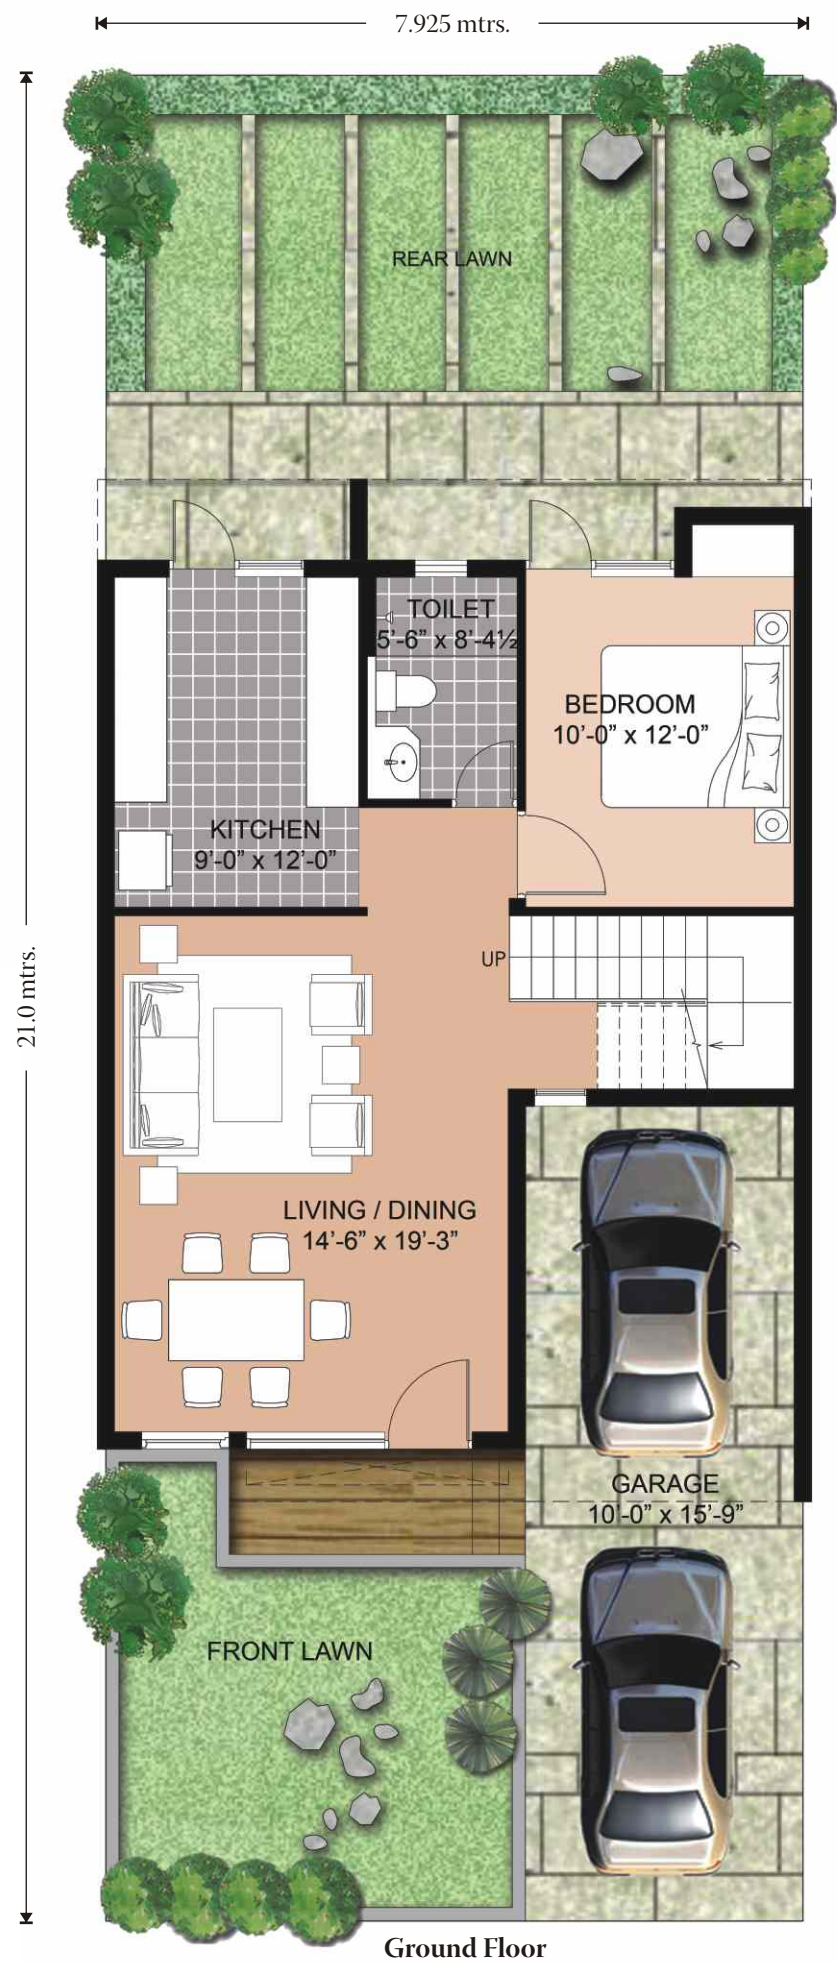 7.925 mtrs.
21.0 mtrs.
REAR LAWN
TOILET
5'-6" x 8'-4½
BEDROOM
10'-0" x 12'-0"
KITCHEN
9'-0" x 12'-0"
UP
LIVING / DINING
14'-6" x 19'-3"
GARAGE
10'-0" x 15'-9"
FRONT LAWN
Ground Floor